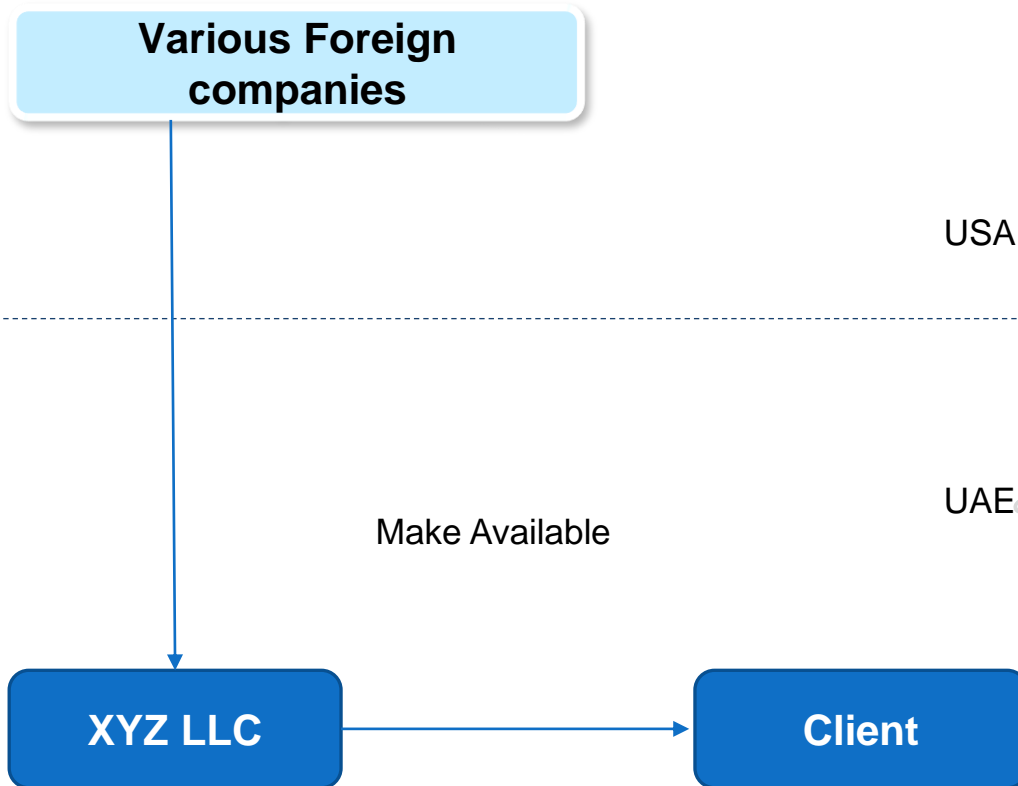 Various Foreign
companies
USA
UAE
Make Available
XYZ LLC
Client